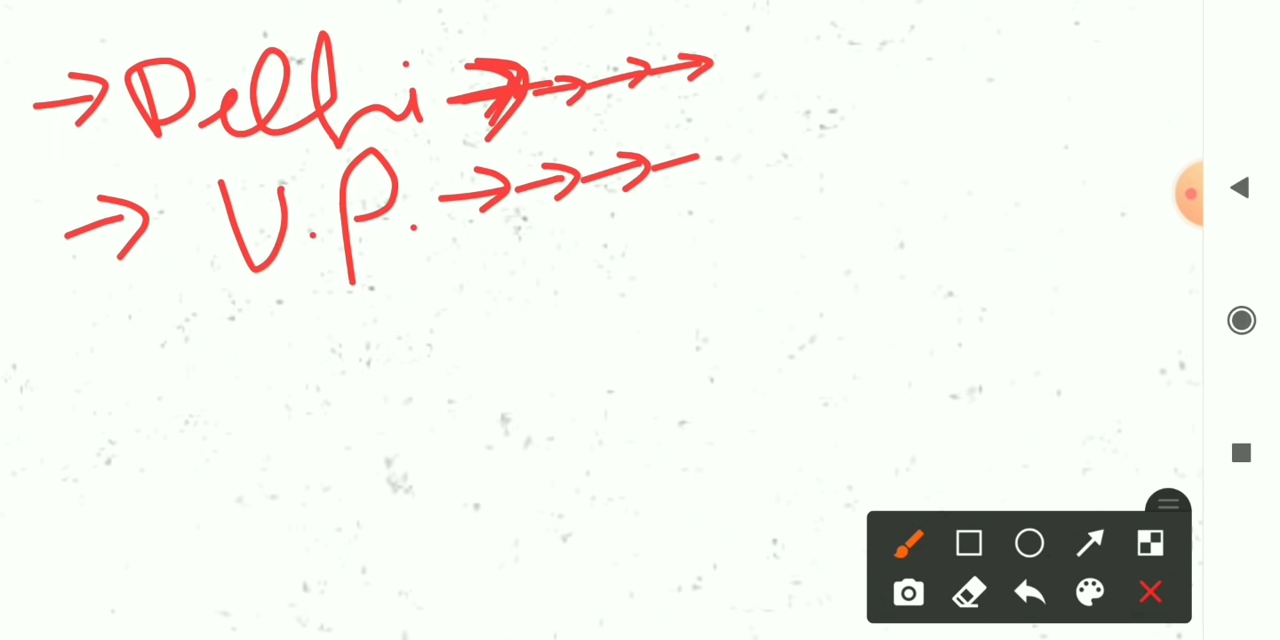 → Delhi →→→→
→ U.P. →→→